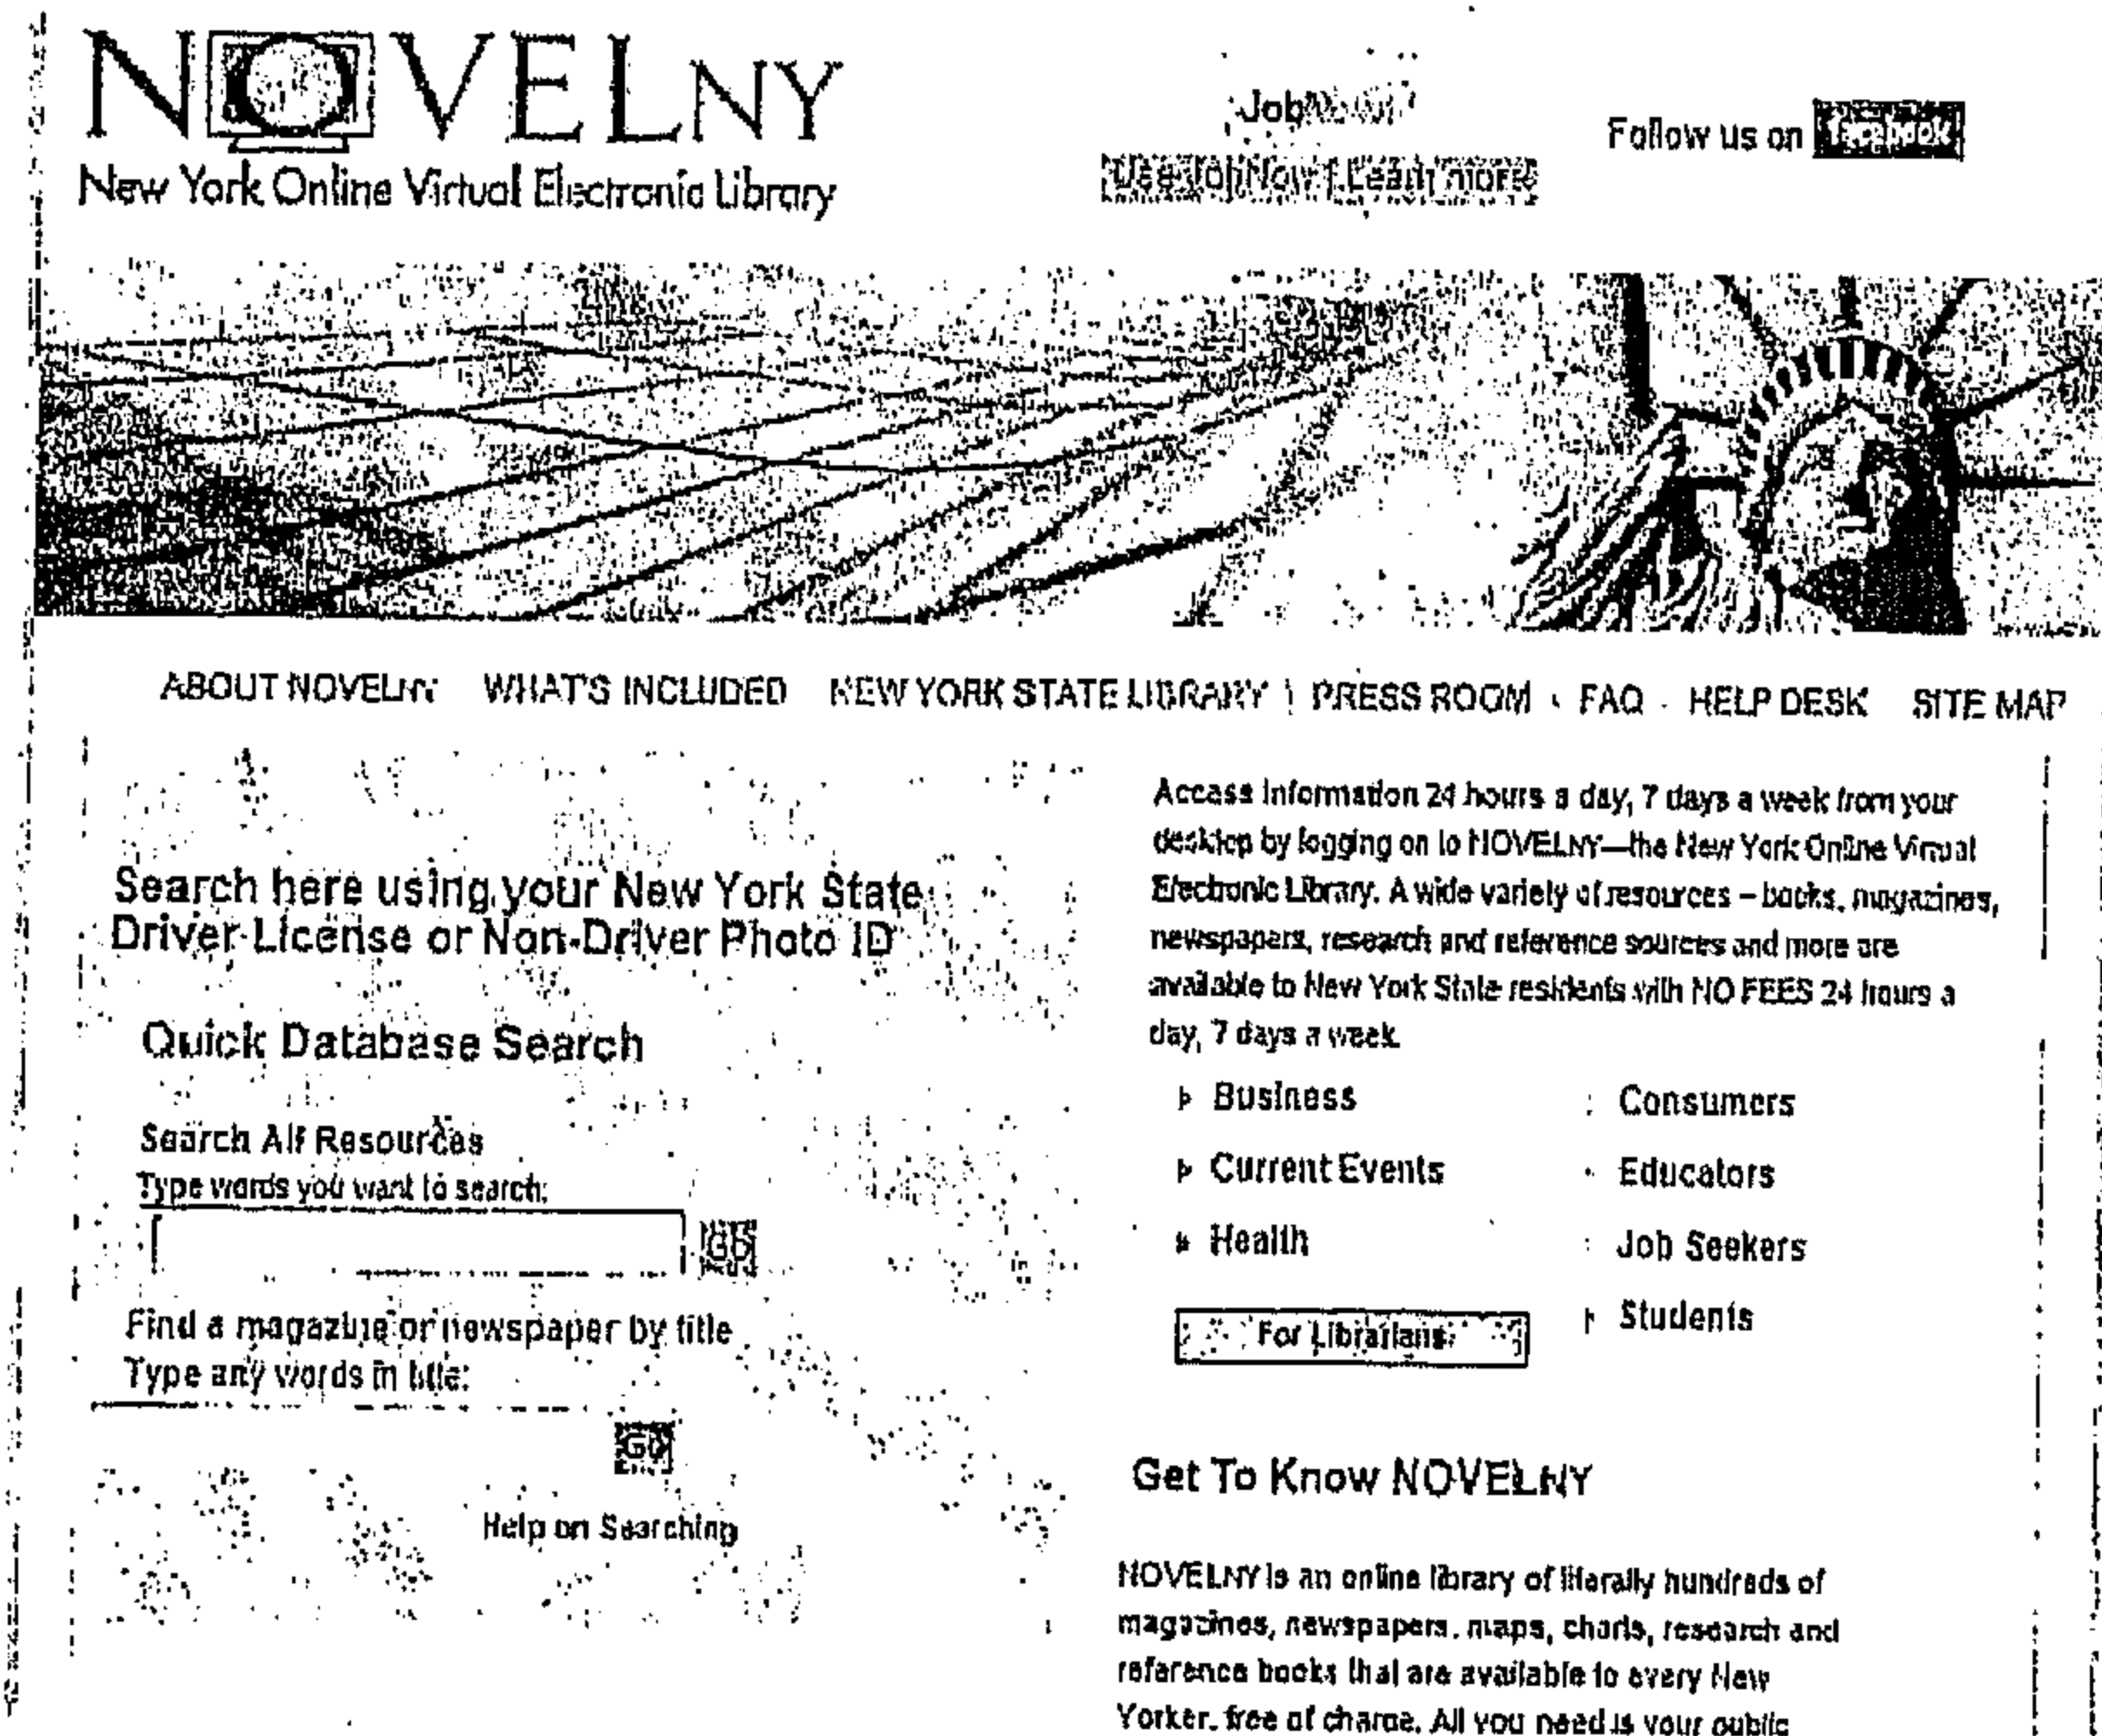 NOVELNY
New York Online Virtual Electronic Library
JobNow
Use JobNow | Learn more
Follow us on facebook
ABOUT NOVELNY WHAT'S INCLUDED NEW YORK STATE LIBRARY | PRESS ROOM FAQ HELP DESK SITE MAP
Search here using your New York State
Driver License or Non-Driver Photo ID
Quick Database Search
Search All Resources
Type words you want to search:
GO
Find a magazine or newspaper by title
Type any words in title:
GO
Help on Searching
Access Information 24 hours a day, 7 days a week from your
desktop by logging on to NOVELNY—the New York Online Virtual
Electronic Library. A wide variety of resources – books, magazines,
newspapers, research and reference sources and more are
available to New York State residents with NO FEES 24 hours a
day, 7 days a week.
Business
Current Events
Health
For Librarians
Consumers
Educators
Job Seekers
Students
Get To Know NOVELNY
NOVELNY is an online library of literally hundreds of
magazines, newspapers, maps, charts, research and
reference books that are available to every New
Yorker, free of charge. All you need is your public